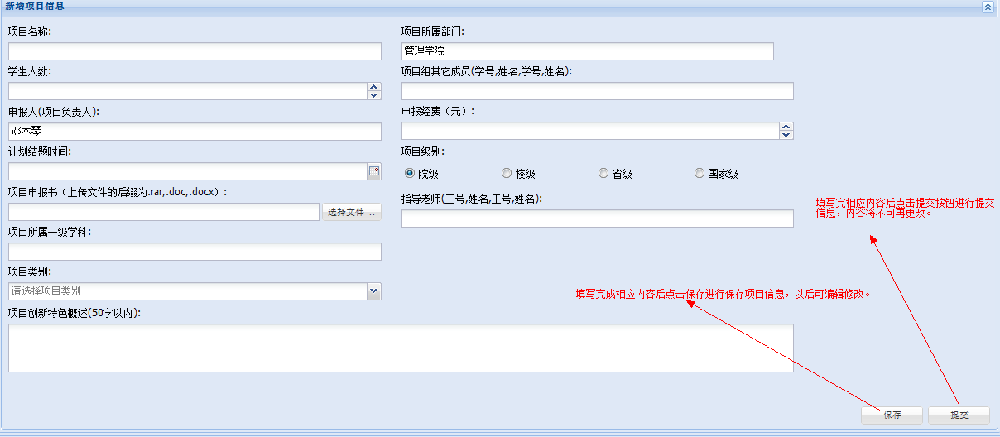 新增项目信息
项目名称:
项目所属部门:
管理学院
学生人数:
项目组其它成员(学号,姓名,学号,姓名):
申报人(项目负责人):
申报经费（元）:
邓木琴
计划结题时间:
项目级别:
院级
校级
省级
国家级
项目申报书（上传文件的后缀为.rar,.doc,.docx）:
指导老师(工号,姓名,工号,姓名):
选择文件 ..
填写完相应内容后点击提交按钮进行提交
信息，内容将不可再更改。
项目所属一级学科:
项目类别:
请选择项目类别
填写完成相应内容后点击保存进行保存项目信息，以后可编辑修改。
项目创新特色概述(50字以内):
保存
提交